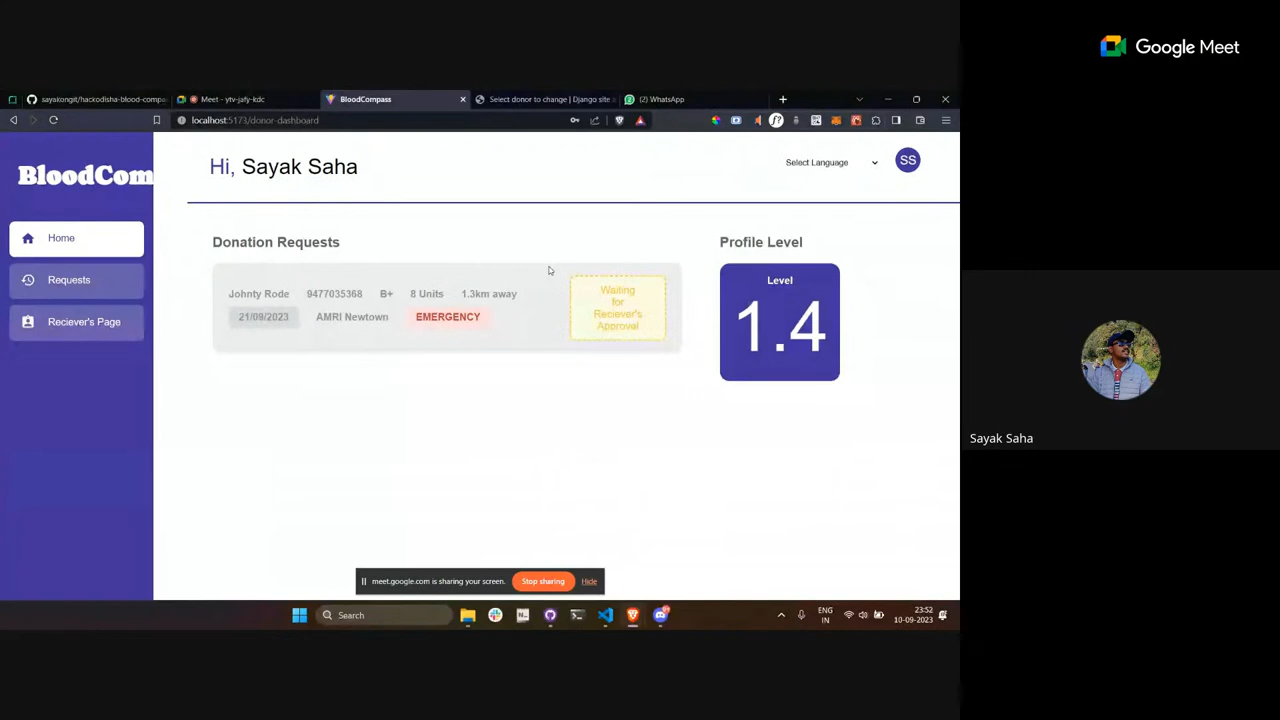 Google Meet
sayakongit/hackodisha-blood-compa
Meet - ytv-jafy-kdc
BloodCompass
Select donor to change | Django site a
(2) WhatsApp
localhost:5173/donor-dashboard
BloodCom
Hi, Sayak Saha
Select Language
SS
Home
Requests
Reciever's Page
Donation Requests
Johnty Rode 9477035368 B+ 8 Units 1.3km away
21/09/2023 AMRI Newtown EMERGENCY
Waiting
for
Reciever's
Approval
Profile Level
Level
1.4
Sayak Saha
meet.google.com is sharing your screen. Stop sharing Hide
Search
ENG
IN
23:52
10-09-2023